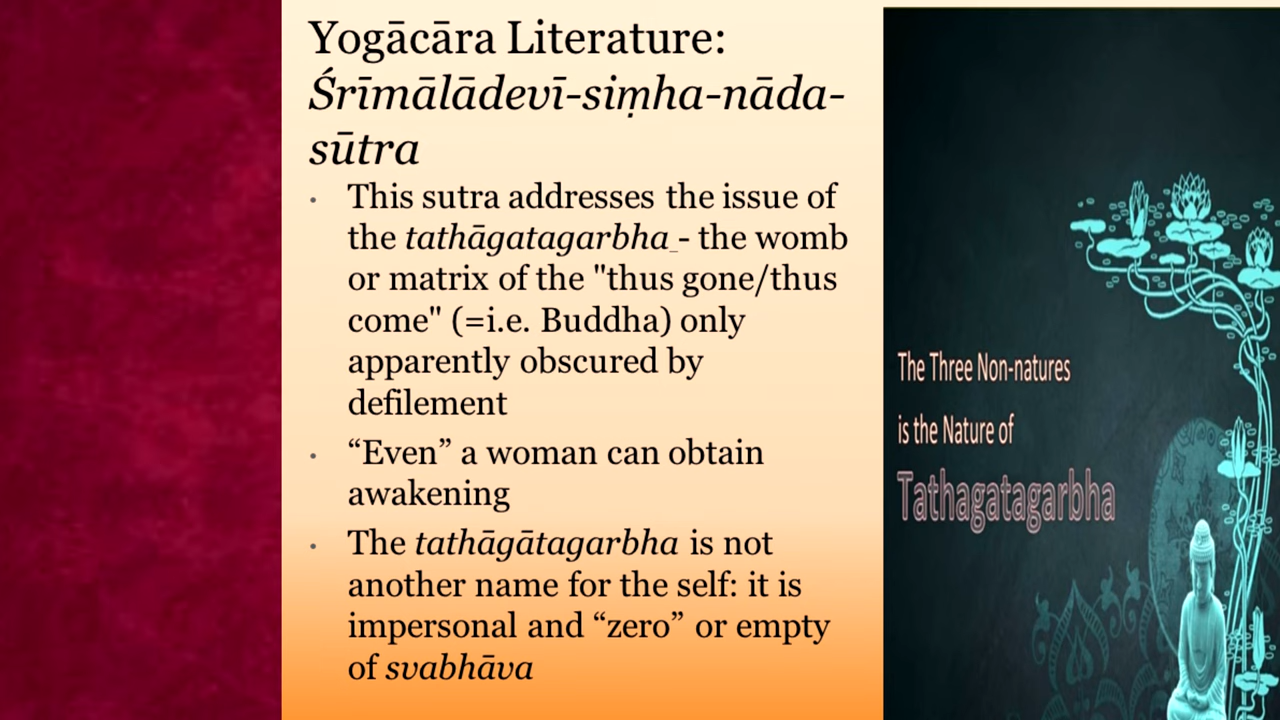 Yogācāra Literature:
Śrīmālādevī-siṃha-nāda-
sūtra
· This sutra addresses the issue of
the tathāgatagarbha - the womb
or matrix of the "thus gone/thus
come" (=i.e. Buddha) only
apparently obscured by
defilement
· “Even” a woman can obtain
awakening
· The tathāgātagarbha is not
another name for the self: it is
impersonal and “zero” or empty
of svabhāva
The Three Non-natures
is the Nature of
Tathagatagarbha